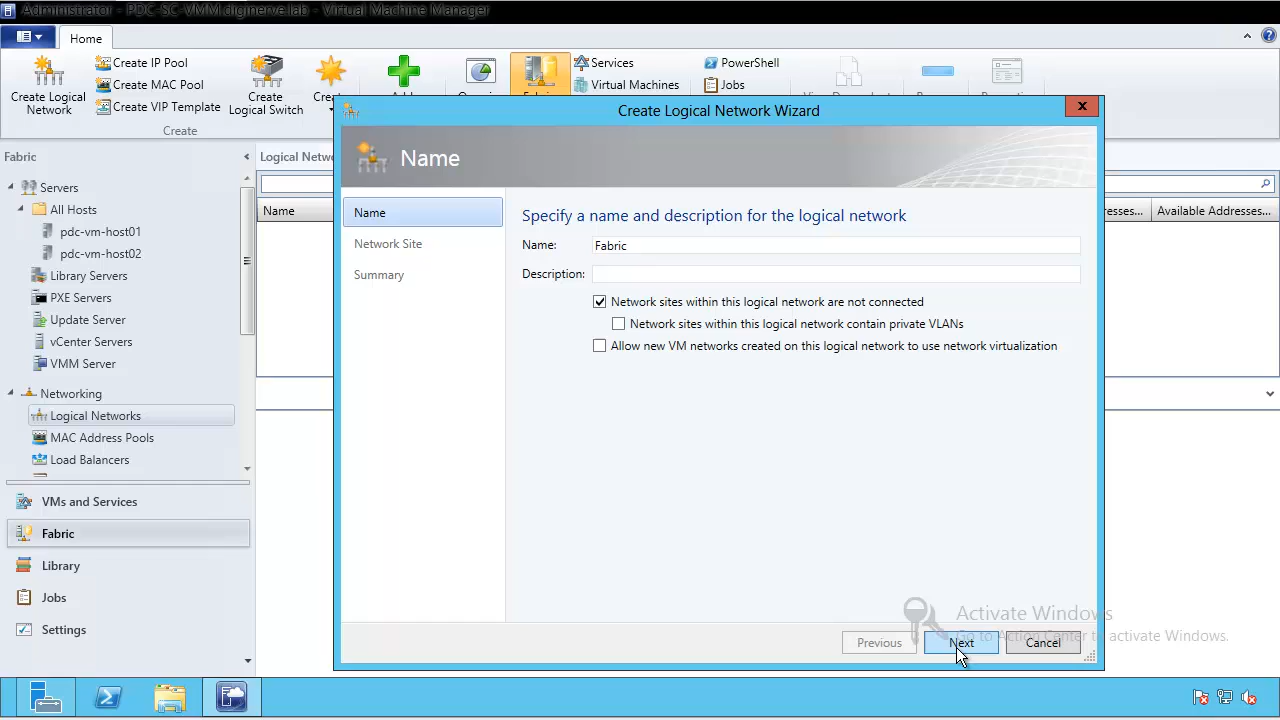 Administrator - PDC-SC-VMM.diginerve.lab - Virtual Machine Manager
Home
Create Logical
Network
Create IP Pool
Create MAC Pool
Create VIP Template
Create
Logical Switch
Create
Services
Virtual Machines
PowerShell
Jobs
Create
Fabric
Servers
All Hosts
pdc-vm-host01
pdc-vm-host02
Library Servers
PXE Servers
Update Server
vCenter Servers
VMM Server
Networking
Logical Networks
MAC Address Pools
Load Balancers
VMs and Services
Fabric
Library
Jobs
Settings
Logical Netwo
Name
resses...
Available Addresses...
Create Logical Network Wizard
Name
Name
Network Site
Summary
Specify a name and description for the logical network
Name: Fabric
Description:
Network sites within this logical network are not connected
Network sites within this logical network contain private VLANs
Allow new VM networks created on this logical network to use network virtualization
Activate Windows
Go to Action Center to activate Windows.
Previous
Next
Cancel